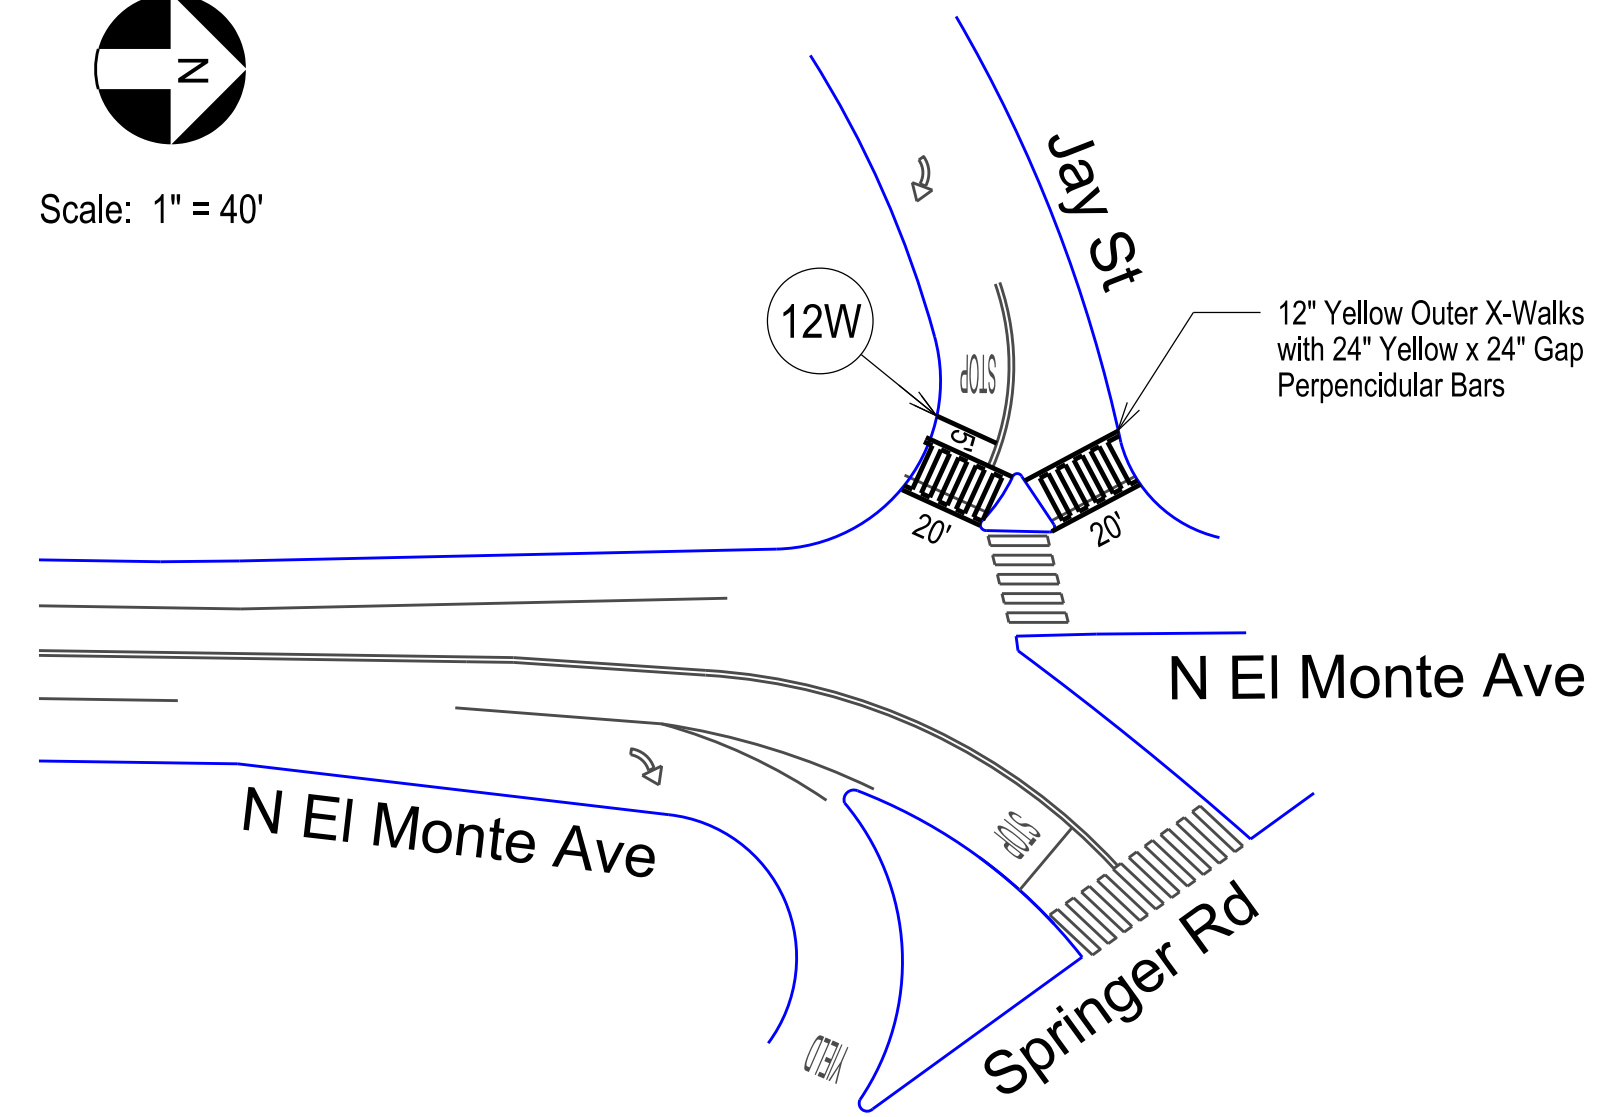 N
Scale: 1" = 40'
Jay St
12W
12" Yellow Outer X-Walks
with 24" Yellow x 24" Gap
Perpencidular Bars
STOP
5'
20'
20'
N El Monte Ave
N El Monte Ave
STOP
Springer Rd
YIELD